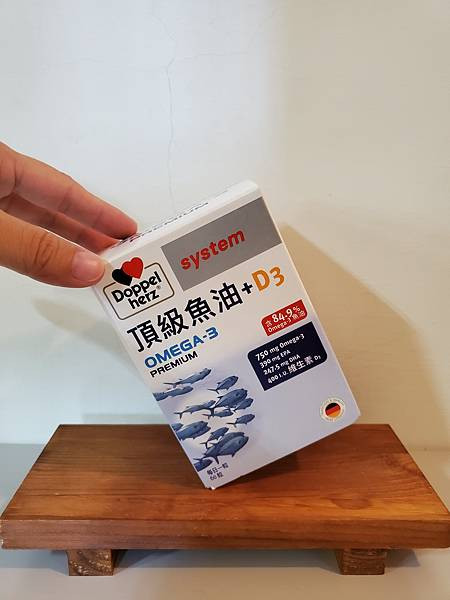 PREMIUM
Doppel
herz®
system
頂級魚油+D3
OMEGA-3
PREMIUM
含84.9%
Omega-3 魚油
750 mg Omega-3
390 mg EPA
247.5 mg DHA
400 I.U. 維生素 D₃
每日一粒
60 粒